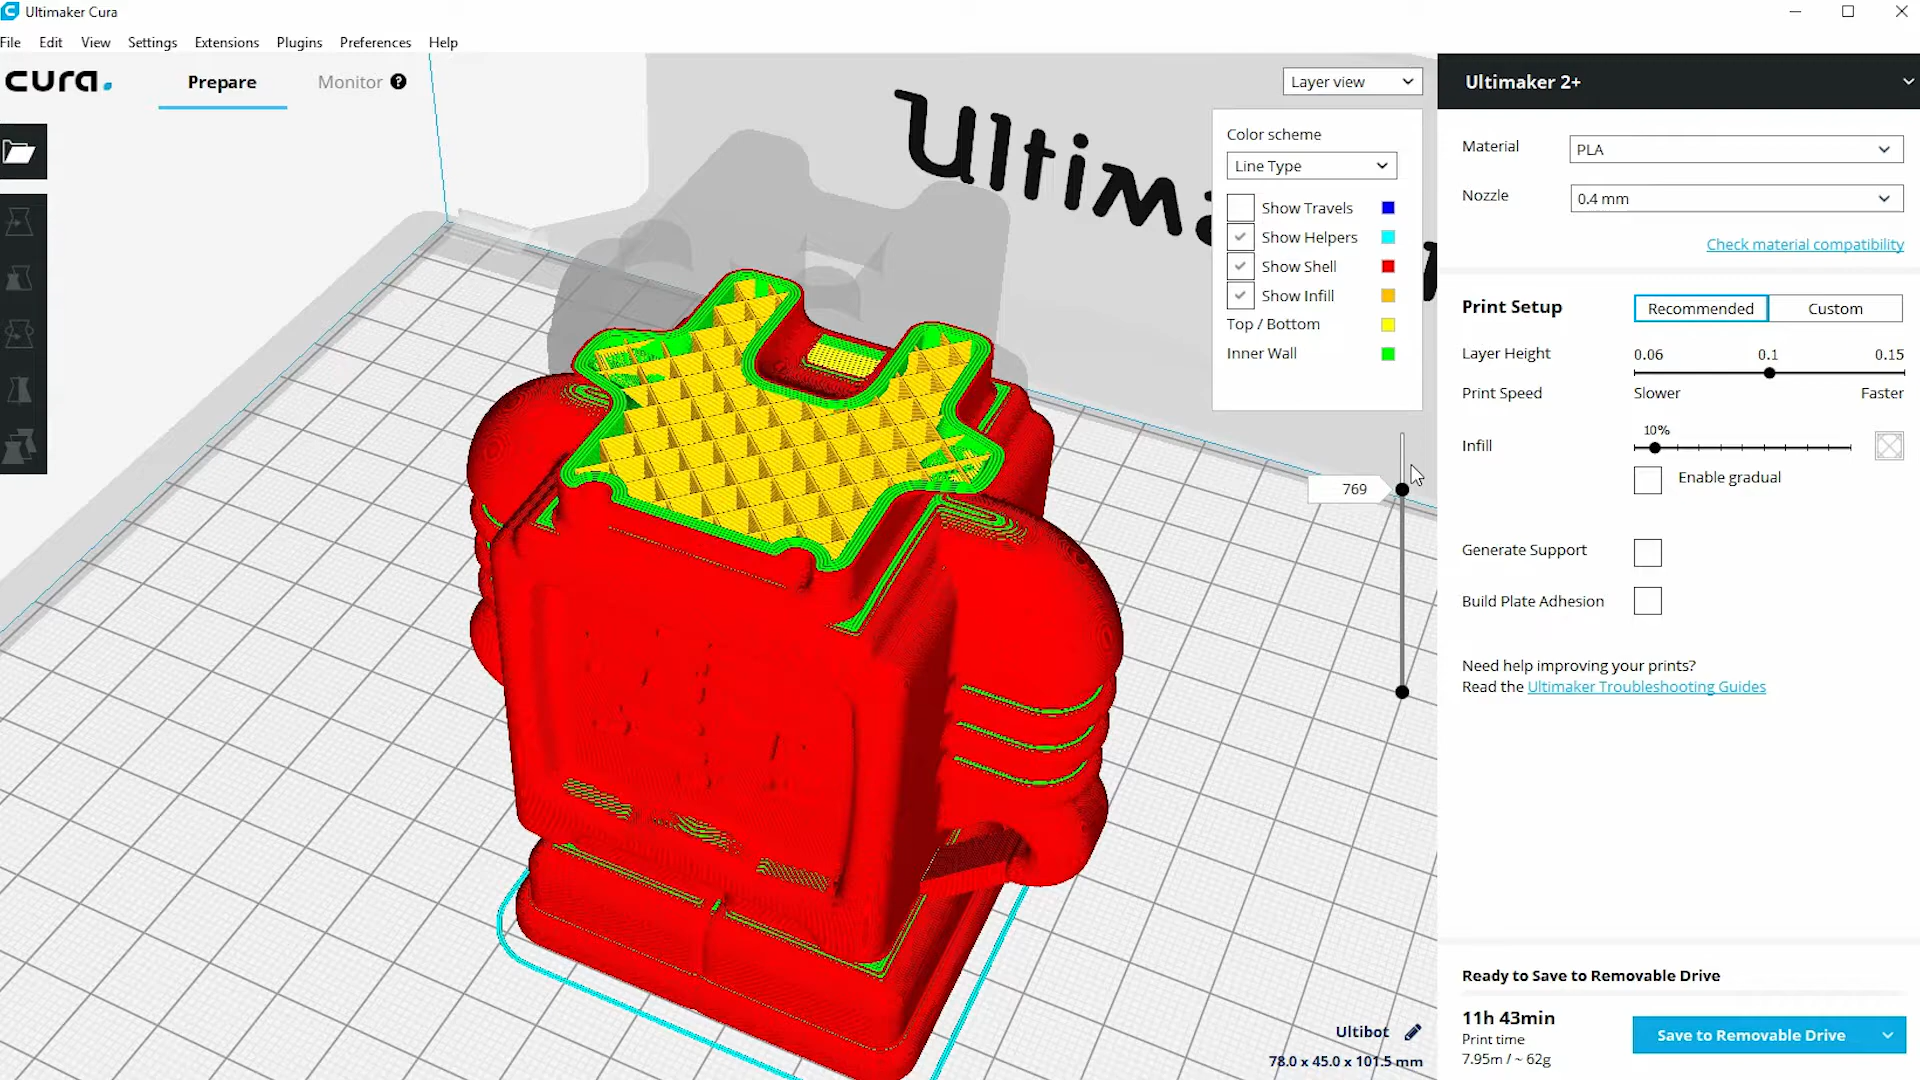 Ultimaker Cura
File Edit View Settings Extensions Plugins Preferences Help
cura.
Prepare
Monitor ?
Layer view
Color scheme
Line Type
Show Travels
Show Helpers
Show Shell
Show Infill
Top / Bottom
Inner Wall
769
Ultibot
78.0 x 45.0 x 101.5 mm
Ultimaker 2+
Material PLA
Nozzle 0.4 mm
Check material compatibility
Print Setup Recommended Custom
Layer Height 0.06 0.1 0.15
Print Speed Slower Faster
10%
Infill
Enable gradual
Generate Support
Build Plate Adhesion
Need help improving your prints?
Read the Ultimaker Troubleshooting Guides
Ready to Save to Removable Drive
11h 43min
Print time
7.95m / ~ 62g
Save to Removable Drive